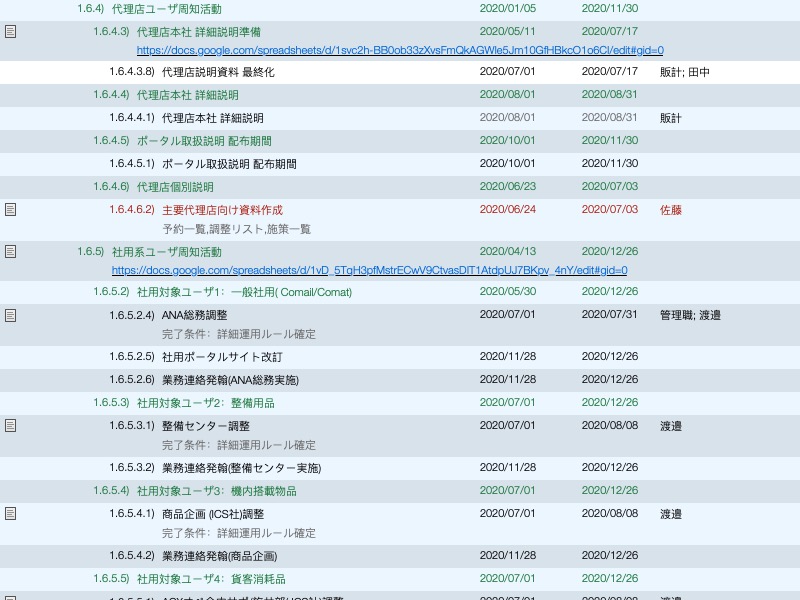 1.6.4) 代理店ユーザ周知活動 2020/01/05 2020/11/30
1.6.4.3) 代理店本社 詳細説明準備 2020/05/11 2020/07/17
https://docs.google.com/spreadsheets/d/1svc2h-BB0ob33zXvsFmQkAGWle5Jm10GfHBkcO1o6CI/edit#gid=0
1.6.4.3.8) 代理店説明資料 最終化 2020/07/01 2020/07/17 販計; 田中
1.6.4.4) 代理店本社 詳細説明 2020/08/01 2020/08/31
1.6.4.4.1) 代理店本社 詳細説明 2020/08/01 2020/08/31 販計
1.6.4.5) ポータル取扱説明 配布期間 2020/10/01 2020/11/30
1.6.4.5.1) ポータル取扱説明 配布期間 2020/10/01 2020/11/30
1.6.4.6) 代理店個別説明 2020/06/23 2020/07/03
1.6.4.6.2) 主要代理店向け資料作成 2020/06/24 2020/07/03 佐藤
予約一覧,調整リスト,施策一覧
1.6.5) 社用系ユーザ周知活動 2020/04/13 2020/12/26
https://docs.google.com/spreadsheets/d/1vD_5TqH3pfMstrECwV9CtvasDIT1AtdpUJ7BKpv_4nY/edit#gid=0
1.6.5.2) 社用対象ユーザ1：一般社用( Comail/Comat) 2020/05/30 2020/12/26
1.6.5.2.4) ANA総務調整 2020/07/01 2020/07/31 管理職; 渡邉
完了条件：詳細運用ルール確定
1.6.5.2.5) 社用ポータルサイト改訂 2020/11/28 2020/12/26
1.6.5.2.6) 業務連絡発翰(ANA総務実施) 2020/11/28 2020/12/26
1.6.5.3) 社用対象ユーザ2：整備用品 2020/07/01 2020/12/26
1.6.5.3.1) 整備センター調整 2020/07/01 2020/08/08 渡邉
完了条件：詳細運用ルール確定
1.6.5.3.2) 業務連絡発翰(整備センター実施) 2020/11/28 2020/12/26
1.6.5.4) 社用対象ユーザ3：機内搭載物品 2020/07/01 2020/12/26
1.6.5.4.1) 商品企画 (ICS社)調整 2020/07/01 2020/08/08 渡邉
完了条件：詳細運用ルール確定
1.6.5.4.2) 業務連絡発翰(商品企画) 2020/11/28 2020/12/26
1.6.5.5) 社用対象ユーザ4：貨客消耗品 2020/07/01 2020/12/26